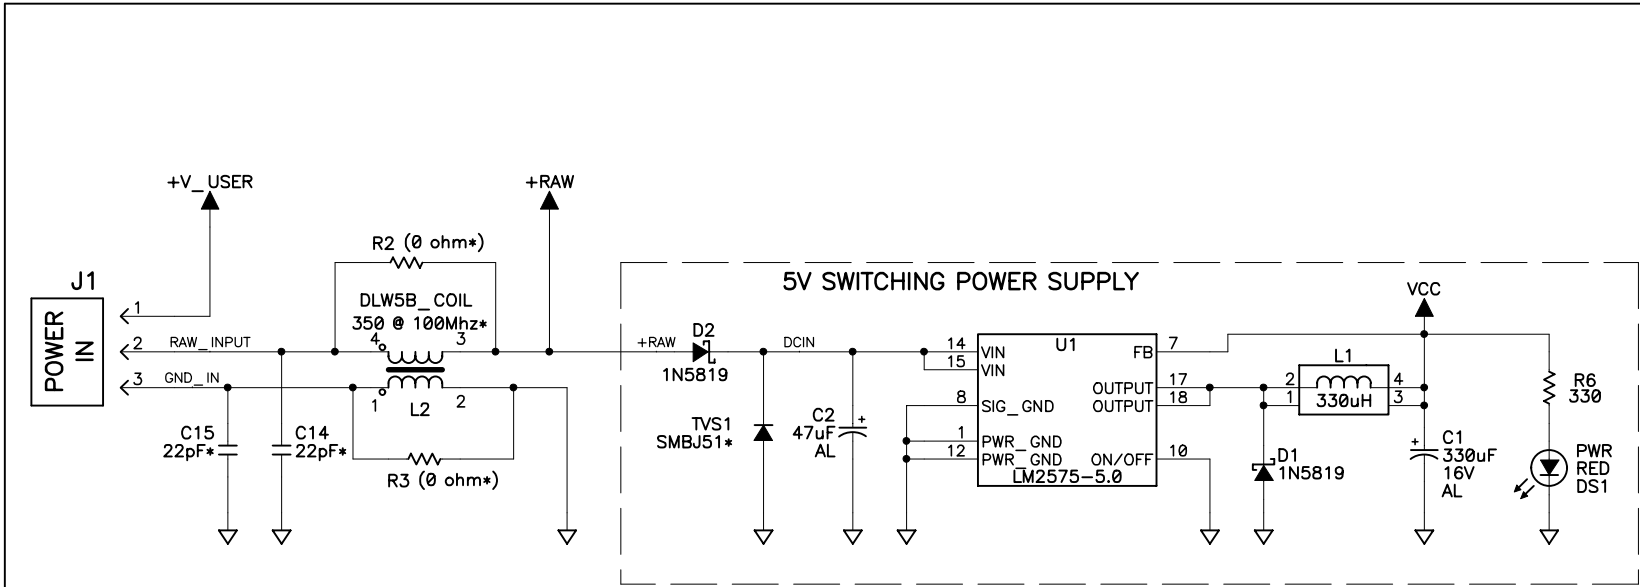 +V_USER
+RAW
R2 (0 ohm*)
J1
POWER
IN
1
2
3
RAW_INPUT
GND_IN
DLW5B_COIL
350 @ 100Mhz*
4
3
1
2
L2
C15
22pF*
C14
22pF*
R3 (0 ohm*)
5V SWITCHING POWER SUPPLY
+RAW
D2
1N5819
DCIN
TVS1
SMBJ51*
C2
47uF
AL
+
14
15
8
1
12
U1
VIN
VIN
SIG_GND
PWR_GND
PWR_GND
FB
OUTPUT
OUTPUT
ON/OFF
LM2575-5.0
7
17
18
10
D1
1N5819
L1
330uH
2
1
4
3
VCC
+
C1
330uF
16V
AL
R6
330
PWR
RED
DS1